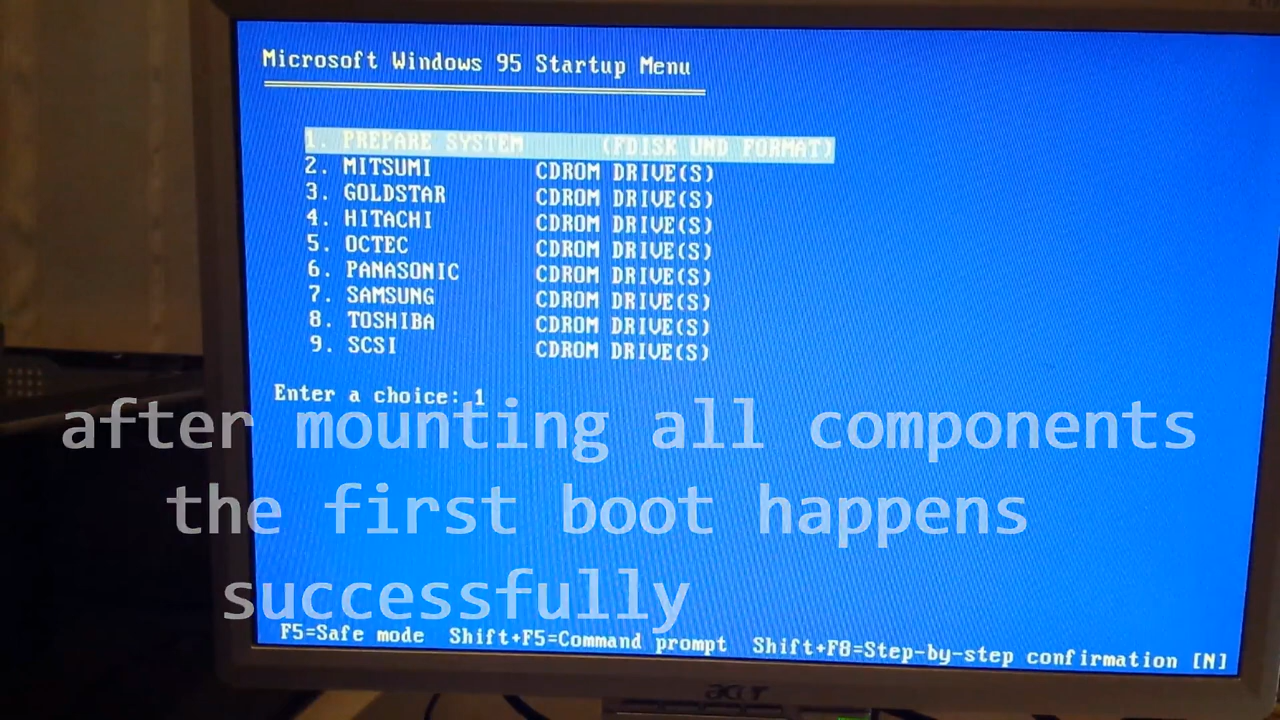 Microsoft Windows 95 Startup Menu
1. PREPARE SYSTEM (FDISK UND FORMAT)
2. MITSUMI CDROM DRIVE(S)
3. GOLDSTAR CDROM DRIVE(S)
4. HITACHI CDROM DRIVE(S)
5. OCTEC CDROM DRIVE(S)
6. PANASONIC CDROM DRIVE(S)
7. SAMSUNG CDROM DRIVE(S)
8. TOSHIBA CDROM DRIVE(S)
9. SCSI CDROM DRIVE(S)
Enter a choice: 1
after mounting all components
the first boot happens
successfully
F5=Safe mode Shift+F5=Command prompt Shift+F8=Step-by-step confirmation [N]
acer